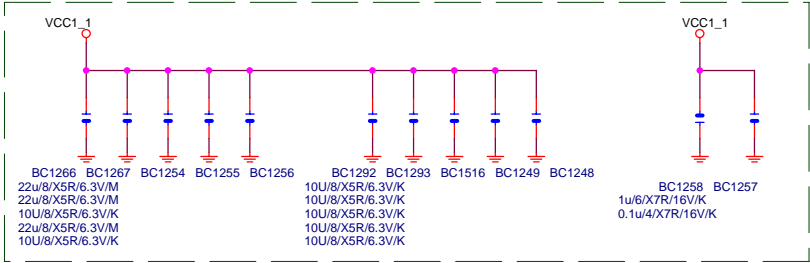 VCC1_1 VCC1_1
BC1266 BC1267 BC1254 BC1255 BC1256 BC1292 BC1293 BC1516 BC1249 BC1248 BC1258 BC1257
22u/8/X5R/6.3V/M
22u/8/X5R/6.3V/M
10U/8/X5R/6.3V/K
22u/8/X5R/6.3V/M
10U/8/X5R/6.3V/K
10U/8/X5R/6.3V/K
10U/8/X5R/6.3V/K
10U/8/X5R/6.3V/K
10U/8/X5R/6.3V/K
10U/8/X5R/6.3V/K
1u/6/X7R/16V/K
0.1u/4/X7R/16V/K